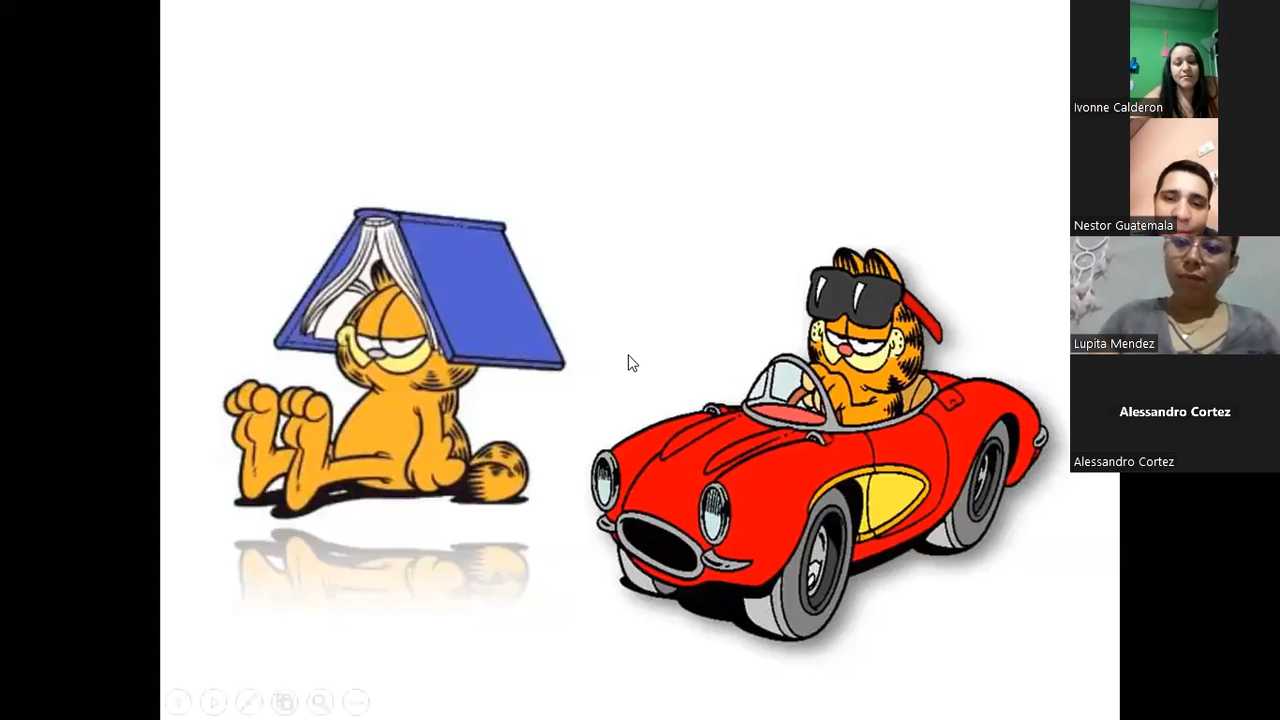 Ivonne Calderon
Nestor Guatemala
Lupita Mendez
Alessandro Cortez
Alessandro Cortez